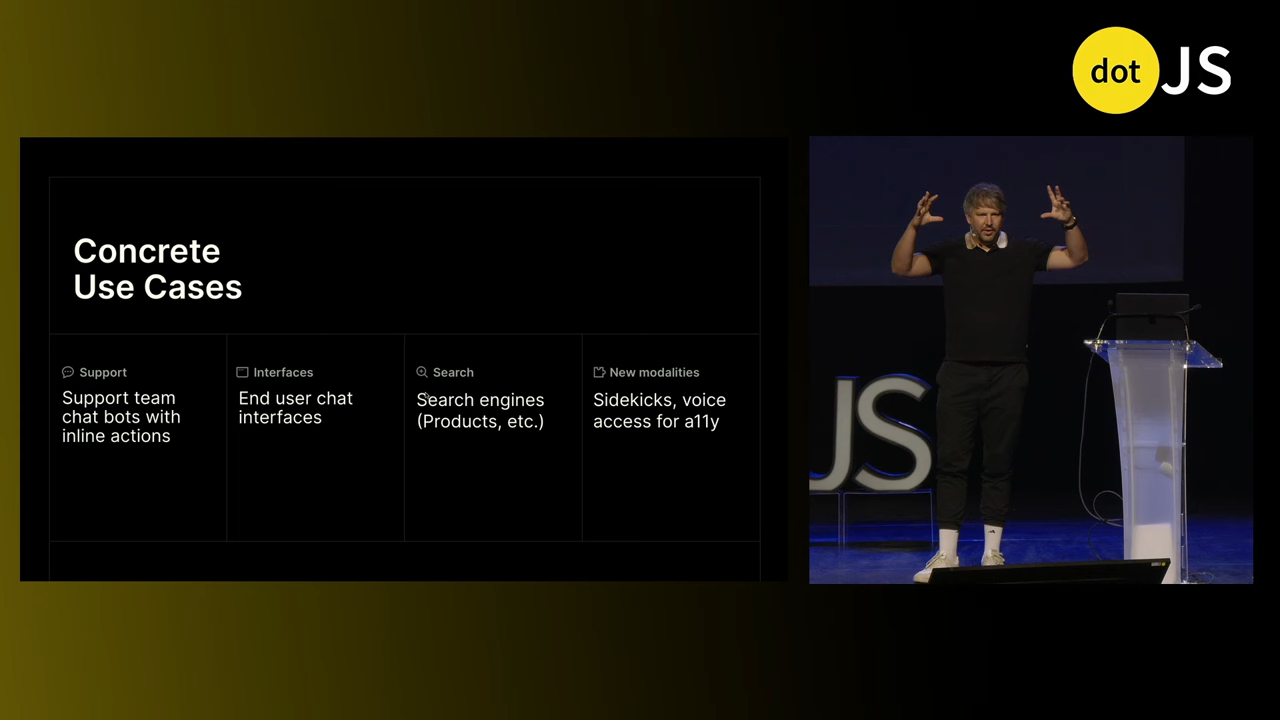 dot JS
Concrete
Use Cases
Support
Support team
chat bots with
inline actions
Interfaces
End user chat
interfaces
Search
Search engines
(Products, etc.)
New modalities
Sidekicks, voice
access for a11y
JS